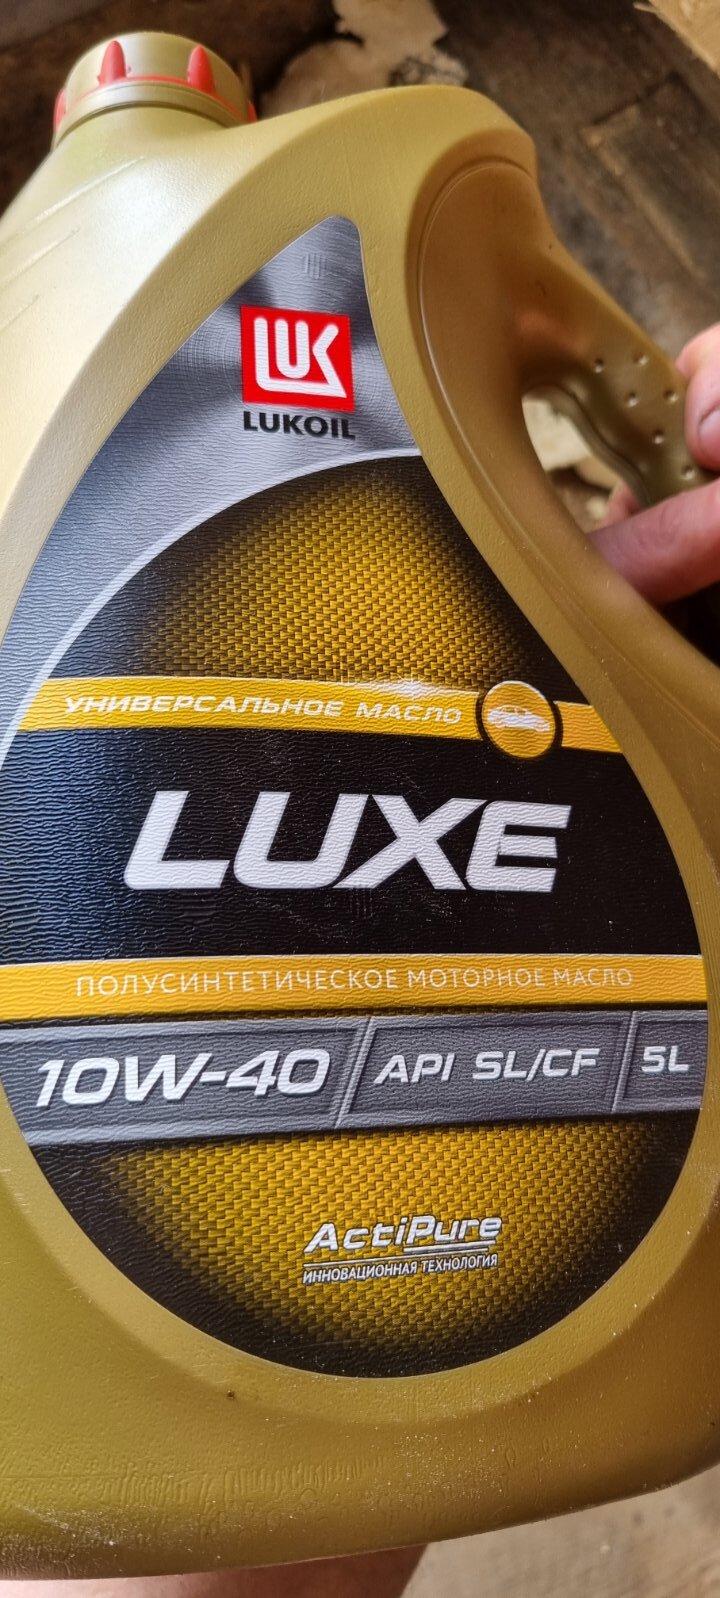 LUK
LUKOIL
УНИВЕРСАЛЬНОЕ МАСЛО
LUXE
ПОЛУСИНТЕТИЧЕСКОЕ МОТОРНОЕ МАСЛО
10W-40 API SL/CF 5L
ActiPure
ИННОВАЦИОННАЯ ТЕХНОЛОГИЯ